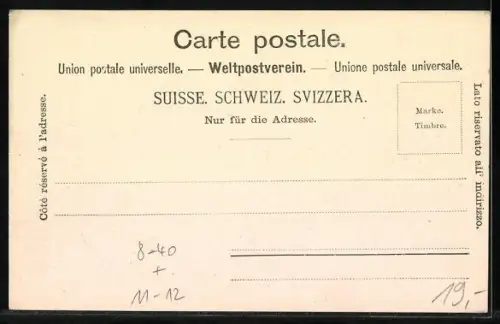 Carte postale.
Union postale universelle. — Weltpostverein. — Unione postale universale.
SUISSE. SCHWEIZ. SVIZZERA.
Nur für die Adresse.
Marke.
Timbre.
Côté réservé à l'adresse.
Lato riservato all' indirizzo.
8-40
+
11-12
19,-